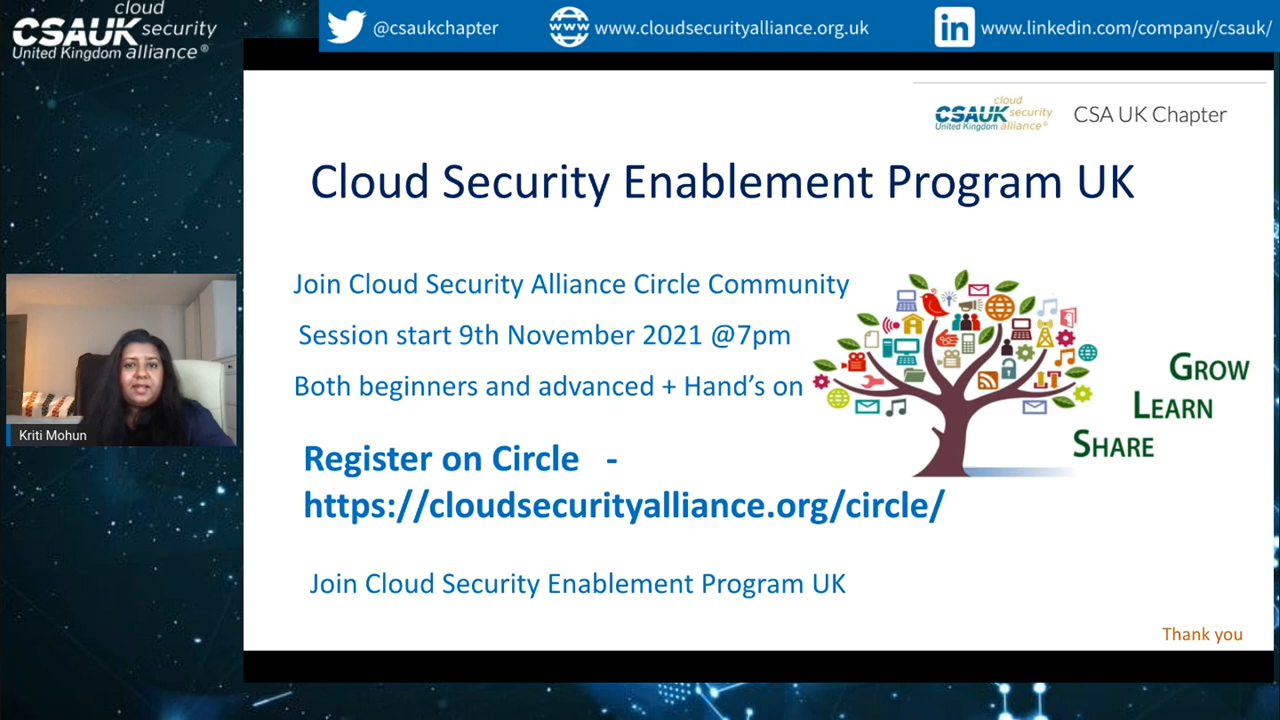 cloud
CSAUK security
United Kingdom alliance®
@csaukchapter
www.cloudsecurityalliance.org.uk
www.linkedin.com/company/csauk/
cloud
CSAUK security
United Kingdom alliance®
CSA UK Chapter
Cloud Security Enablement Program UK
Join Cloud Security Alliance Circle Community
Session start 9th November 2021 @7pm
Both beginners and advanced + Hand’s on
GROW
LEARN
SHARE
Register on Circle -
https://cloudsecurityalliance.org/circle/
Join Cloud Security Enablement Program UK
Thank you
Kriti Mohun